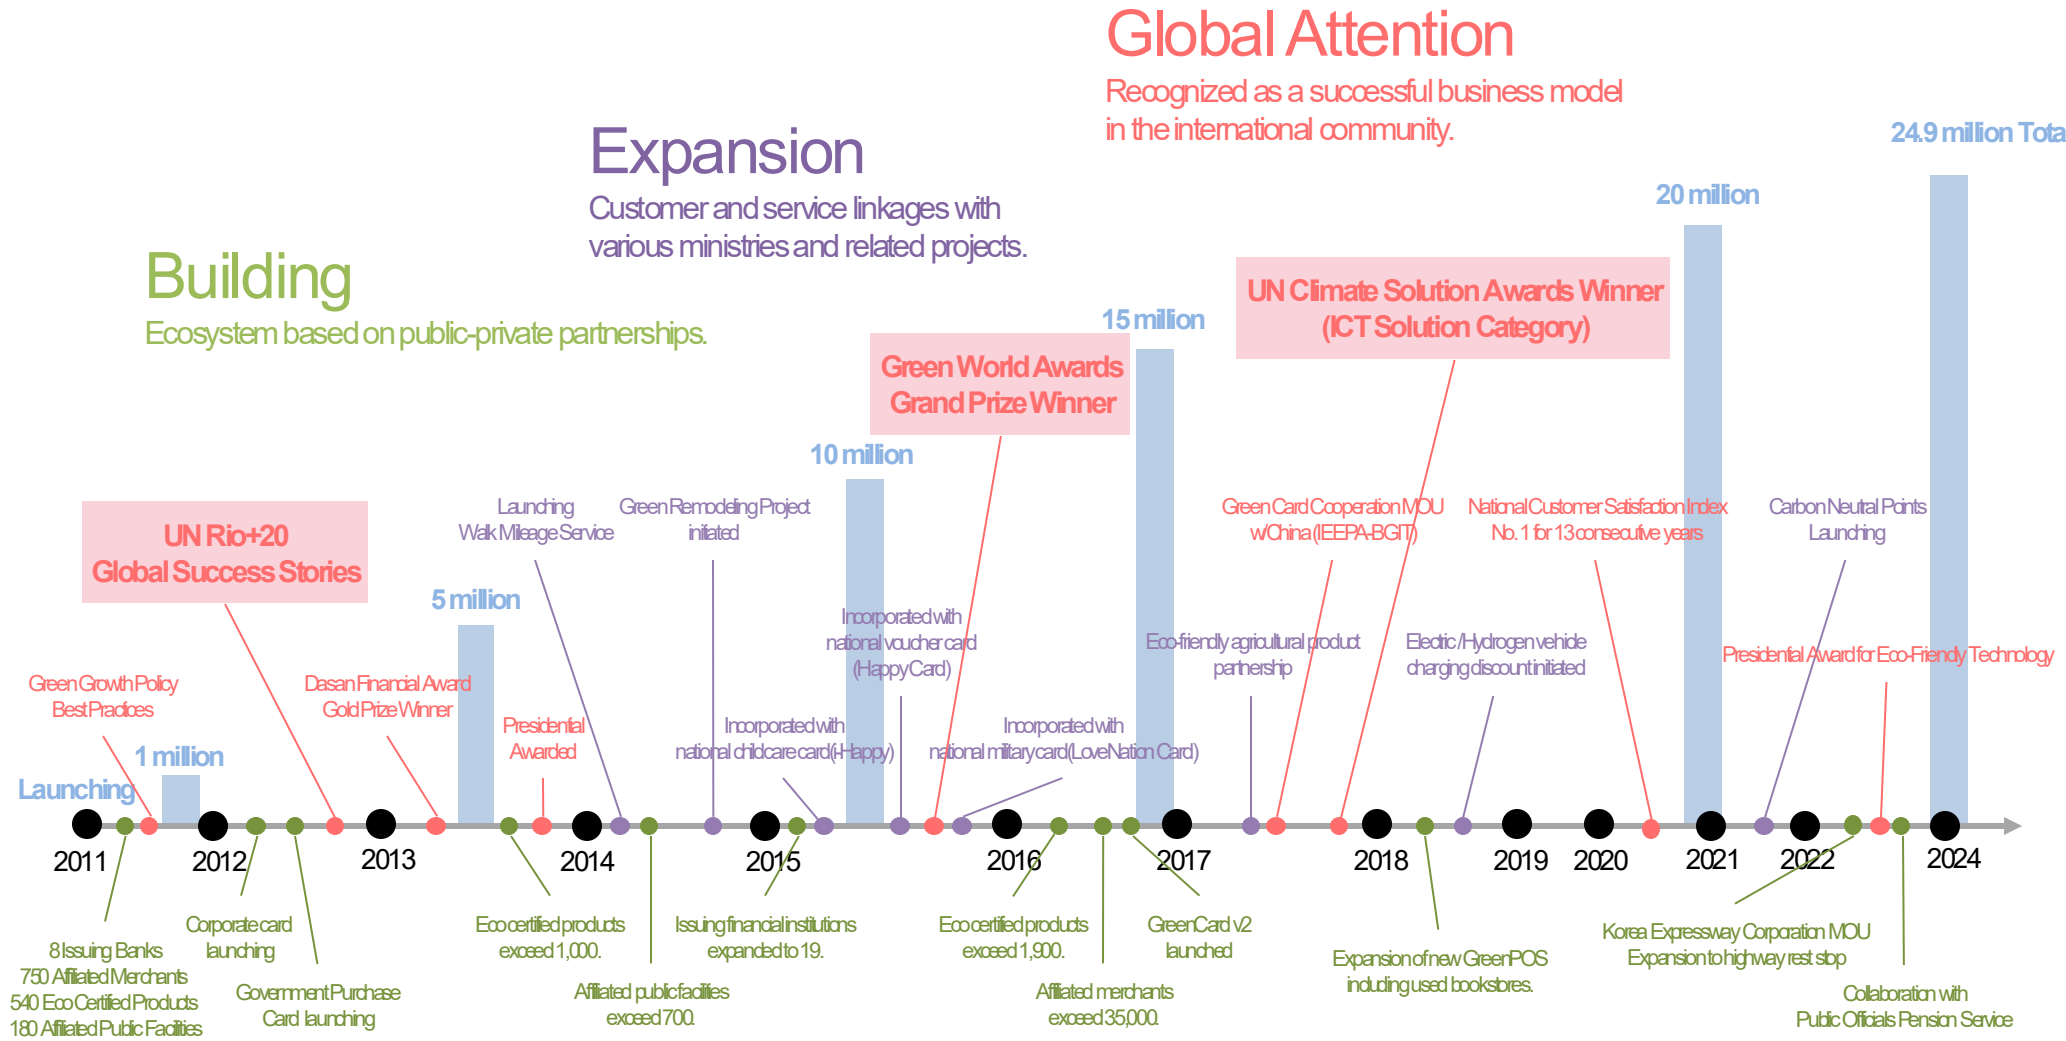 Global Attention
Recognized as a successful business model
in the international community.
24.9 million Tota
Expansion
Customer and service linkages with
various ministries and related projects.
20 million
Building
Ecosystem based on public-private partnerships.
15 million
UN Climate Solution Awards Winner
(ICT Solution Category)
Green World Awards
Grand Prize Winner
10 million
UN Rio+20
Global Success Stories
Launching
Walk Mileage Service
Green Remodeling Project
initiated
Green Card Cooperation MOU
w/China (IEEPA-BGIT)
National Customer Satisfaction Index
No. 1 for 13 consecutive years
Carbon Neutral Points
Launching
5 million
Incorporated with
national voucher card
(Happy Card)
Eco-friendly agricultural product
partnership
Electric / Hydrogen vehide
charging discount initiated
Presidential Award for Eco-Friendly Technology
Green Growth Policy
Best Practices
Dasan Financial Award
Gold Prize Winner
Presidential
Awarded
Incorporated with
national childcare card(i-Happy)
Incorporated with
national military card(Love Nation Card)
1 million
Launching
2011
2012
2013
2014
2015
2016
2017
2018
2019
2020
2021
2022
2024
8 Issuing Banks
750 Affiliated Merchants
540 Eco Certified Products
180 Affiliated Public Facilities
Corporate card
launching
Government Purchase
Card launching
Eco certified products
exceed 1,000.
Affiliated public facilities
exceed 700.
Issuing financial institutions
expanded to 19.
Eco certified products
exceed 1,900.
Affiliated merchants
exceed 35,000.
Green Card v2
launched
Expansion of new Green POS
including used bookstores.
Korea Expressway Corporation MOU
Expansion to highway rest stop
Collaboration with
Public Officials Pension Service